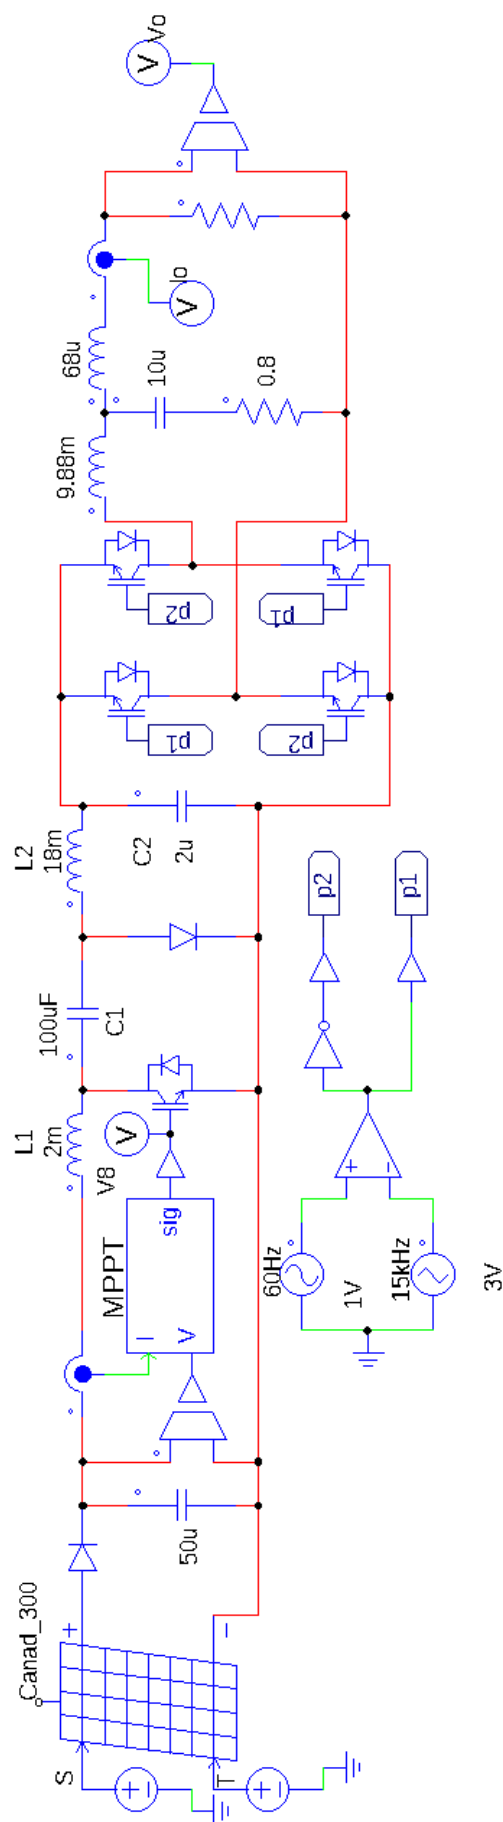 Canad_300
S
T
+
-
50u
MPPT
I
V
sig
V8
V
L1
2m
100uF
C1
L2
18m
C2
2u
p1
p2
p2
p1
9.88m
68u
10u
0.8
V
Io
V
Vo
60Hz
1V
15kHz
3V
+
-
p2
p1